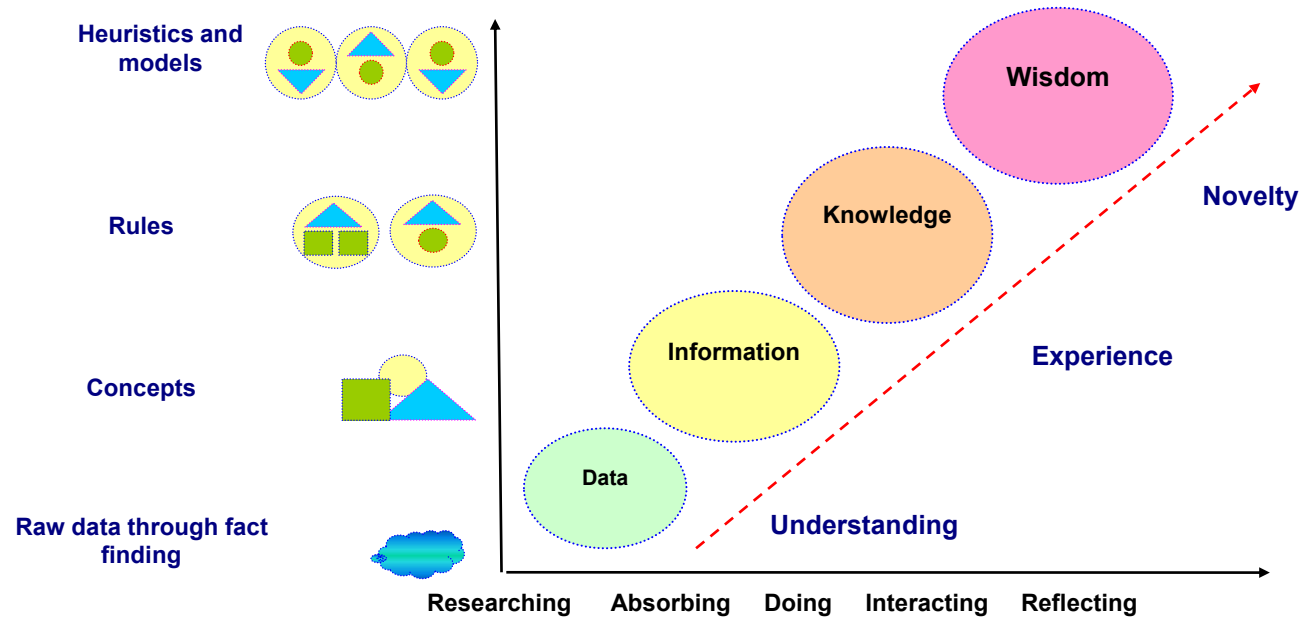 Heuristics and
models
Wisdom
Novelty
Rules
Knowledge
Information
Experience
Concepts
Data
Understanding
Raw data through fact
finding
Researching Absorbing Doing Interacting Reflecting